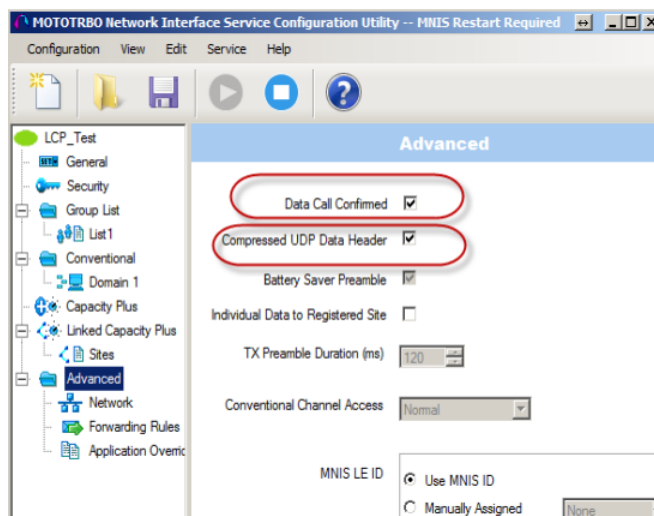 MOTOTRBO Network Interface Service Configuration Utility -- MNIS Restart Required
Configuration View Edit Service Help
LCP_Test
General
Security
Group List
List1
Conventional
Domain 1
Capacity Plus
Linked Capacity Plus
Sites
Advanced
Network
Forwarding Rules
Application Overric
Advanced
Data Call Confirmed
Compressed UDP Data Header
Battery Saver Preamble
Individual Data to Registered Site
TX Preamble Duration (ms) 120
Conventional Channel Access Normal
MNIS LE ID Use MNIS ID
Manually Assigned None